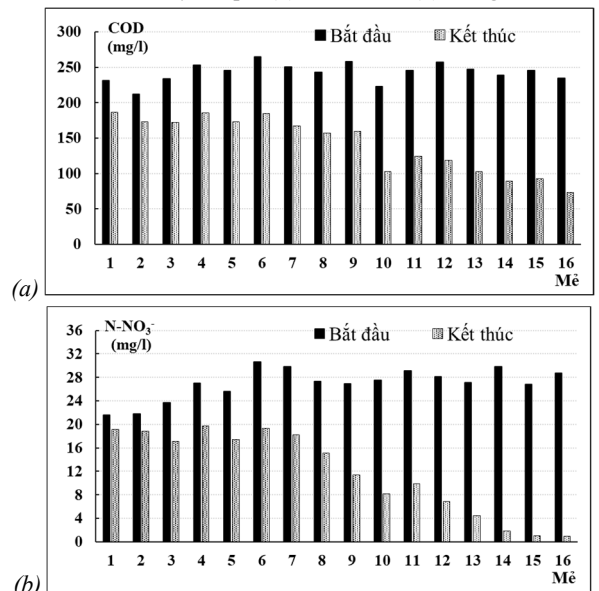 COD
(mg/l)
Bắt đầu
Kết thúc
300
250
200
150
100
50
0
1 2 3 4 5 6 7 8 9 10 11 12 13 14 15 16
Mẻ
(a)
N-NO₃⁻
(mg/l)
Bắt đầu
Kết thúc
36
32
28
24
20
16
12
8
4
0
1 2 3 4 5 6 7 8 9 10 11 12 13 14 15 16
Mẻ
(b)